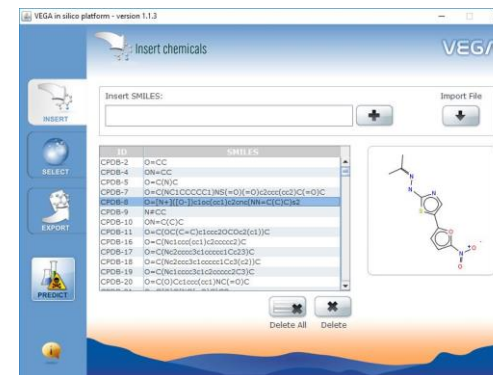 VEGA in silico platform - version 1.1.3
Insert chemicals
VEGA
Insert SMILES:
Import File
INSERT
SELECT
EXPORT
PREDICT
ID SMILES
CPDB-2 O=CC
CPDB-4 ON=CC
CPDB-5 O=C(N)C
CPDB-7 O=C(NC1CCCCC1)NS(=O)(=O)c2ccc(cc2)C(=O)C
CPDB-8 O=[N+]([O-])c1oc(cc1)c2cnc(NN=C(C)C)s2
CPDB-9 N#CC
CPDB-10 ON=C(C)C
CPDB-11 O=C(OC(C=C)c1ccc2OCOc2(c1))C
CPDB-16 O=C(Nc1ccc(cc1)c2ccccc2)C
CPDB-17 O=C(Nc2cccc3c1ccccc1Cc23)C
CPDB-18 O=C(Nc2ccc3c1ccccc1Cc3(c2))C
CPDB-19 O=C(Nc1ccc3c1c2ccccc2C3)C
CPDB-20 O=C(O)Cc1ccc(cc1)NC(=O)C
N
N
N
S
O
N
O
O
Delete All Delete